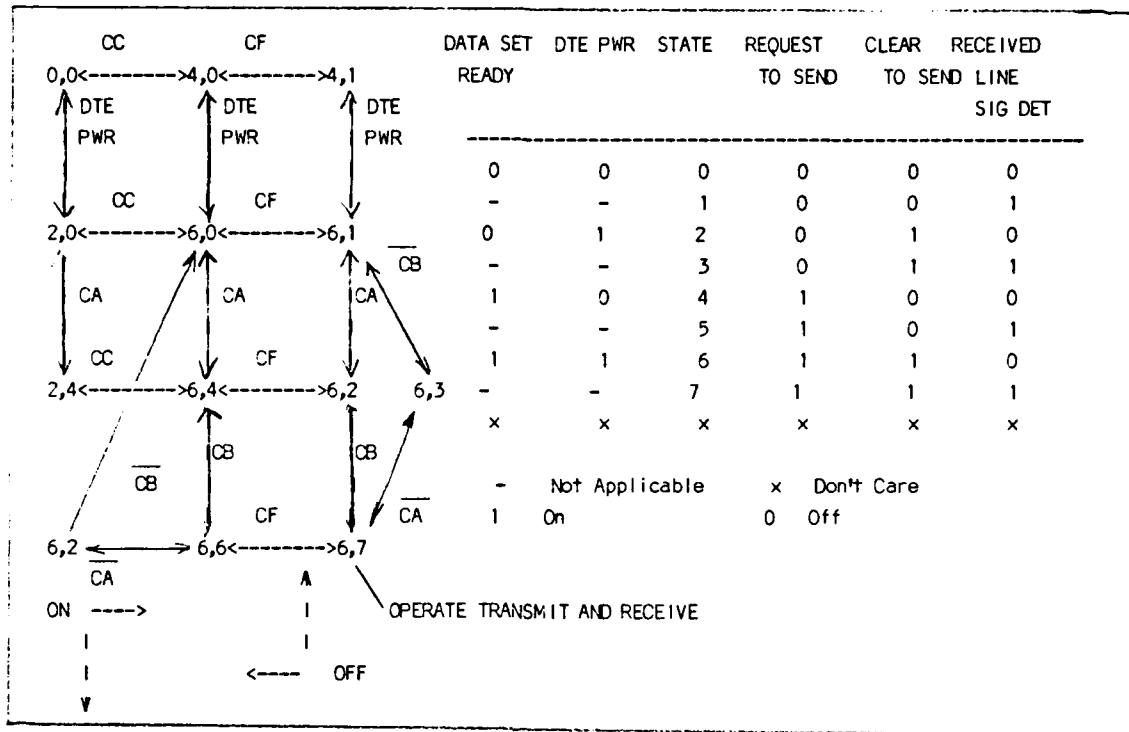 CC CF DATA SET DTE PWR STATE REQUEST CLEAR RECEIVED
0,0<------->4,0<------->4,1 READY TO SEND TO SEND LINE
DTE DTE DTE SIG DET
PWR PWR PWR
0 0 0 0 0 0
CC CF - - 1 0 0 1
2,0<------->6,0<------->6,1 0 1 2 0 1 0
CB - - 3 0 1 1
CA CA CA 1 0 4 1 0 0
- - 5 1 0 1
CC CF 1 1 6 1 1 0
2,4<------->6,4<------->6,2 6,3 - - 7 1 1 1
x x x x x x
CB CB
CB - Not Applicable x Don't Care
CF CA 1 On 0 Off
6,2 6,6<------->6,7
CA
ON ----> OPERATE TRANSMIT AND RECEIVE
<---- OFF